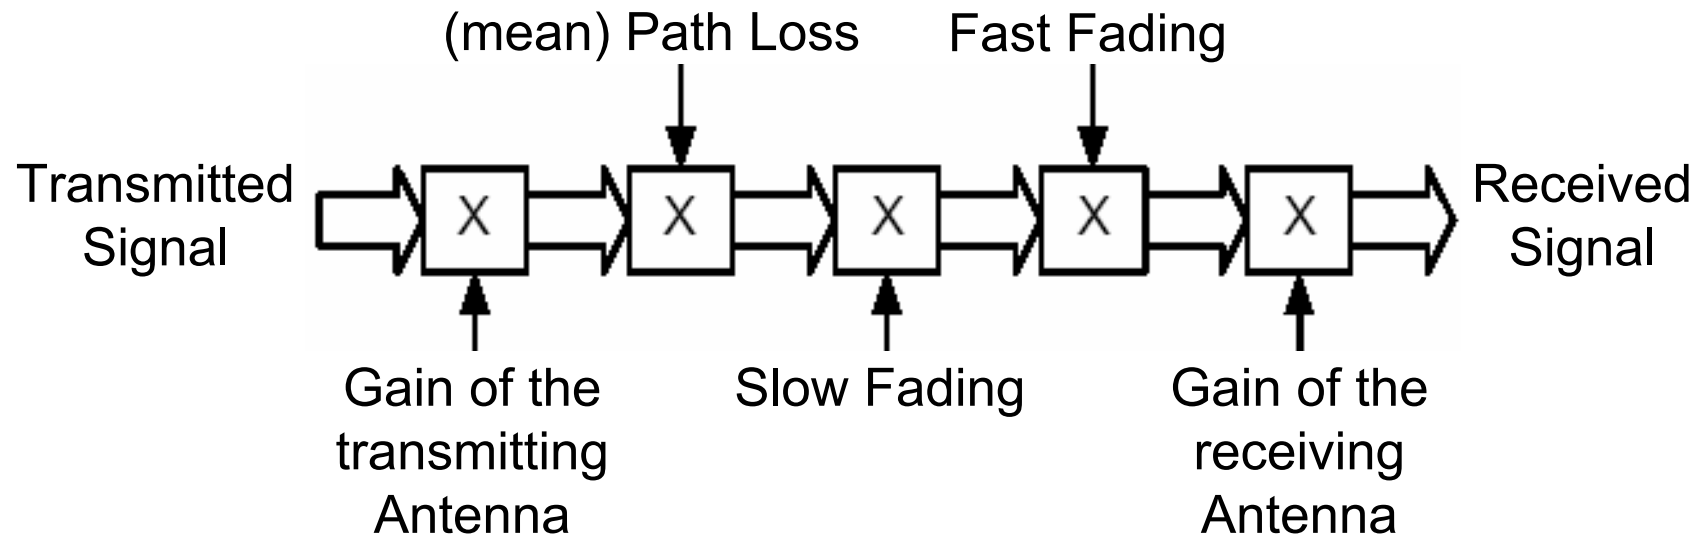 (mean) Path Loss
Fast Fading
Transmitted
Signal
X
X
X
X
X
Received
Signal
Gain of the
transmitting
Antenna
Slow Fading
Gain of the
receiving
Antenna